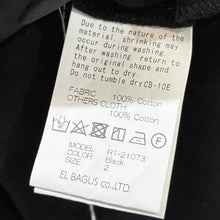 Due to the nature of the
material, shrinking may
occur during washing.
After washing, return to
the original shape and
hang out to dry.
Do not tumble dryCB-10E
FABRIC 100% Cotton
OTHERS CLOTH
100% Cotton
MODEL RT-21073
COLOR Black
SIZE 2
EL BAGUS co.,LTD.